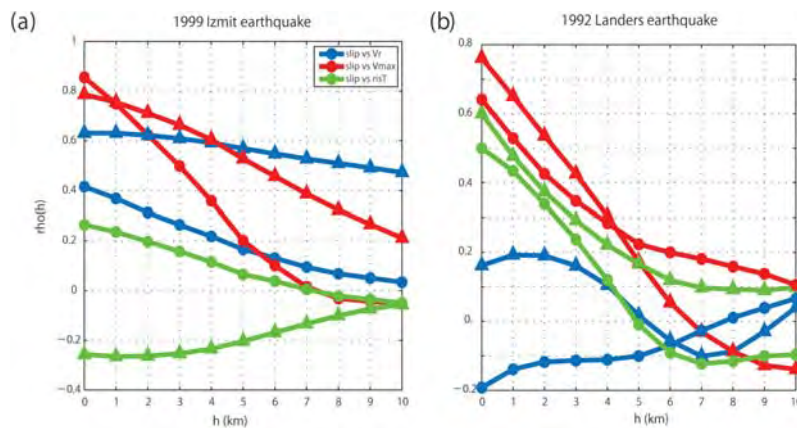 (a)
1999 Izmit earthquake
1
0.8
0.6
0.4
0.2
0
−0.2
−0.4
rho(h)
slip vs Vr
slip vs Vmax
slip vs risT
0 1 2 3 4 5 6 7 8 9 10
h (km)
(b)
1992 Landers earthquake
0.8
0.6
0.4
0.2
0.
−0.2
0 1 2 3 4 5 6 7 8 9 10
h (km)